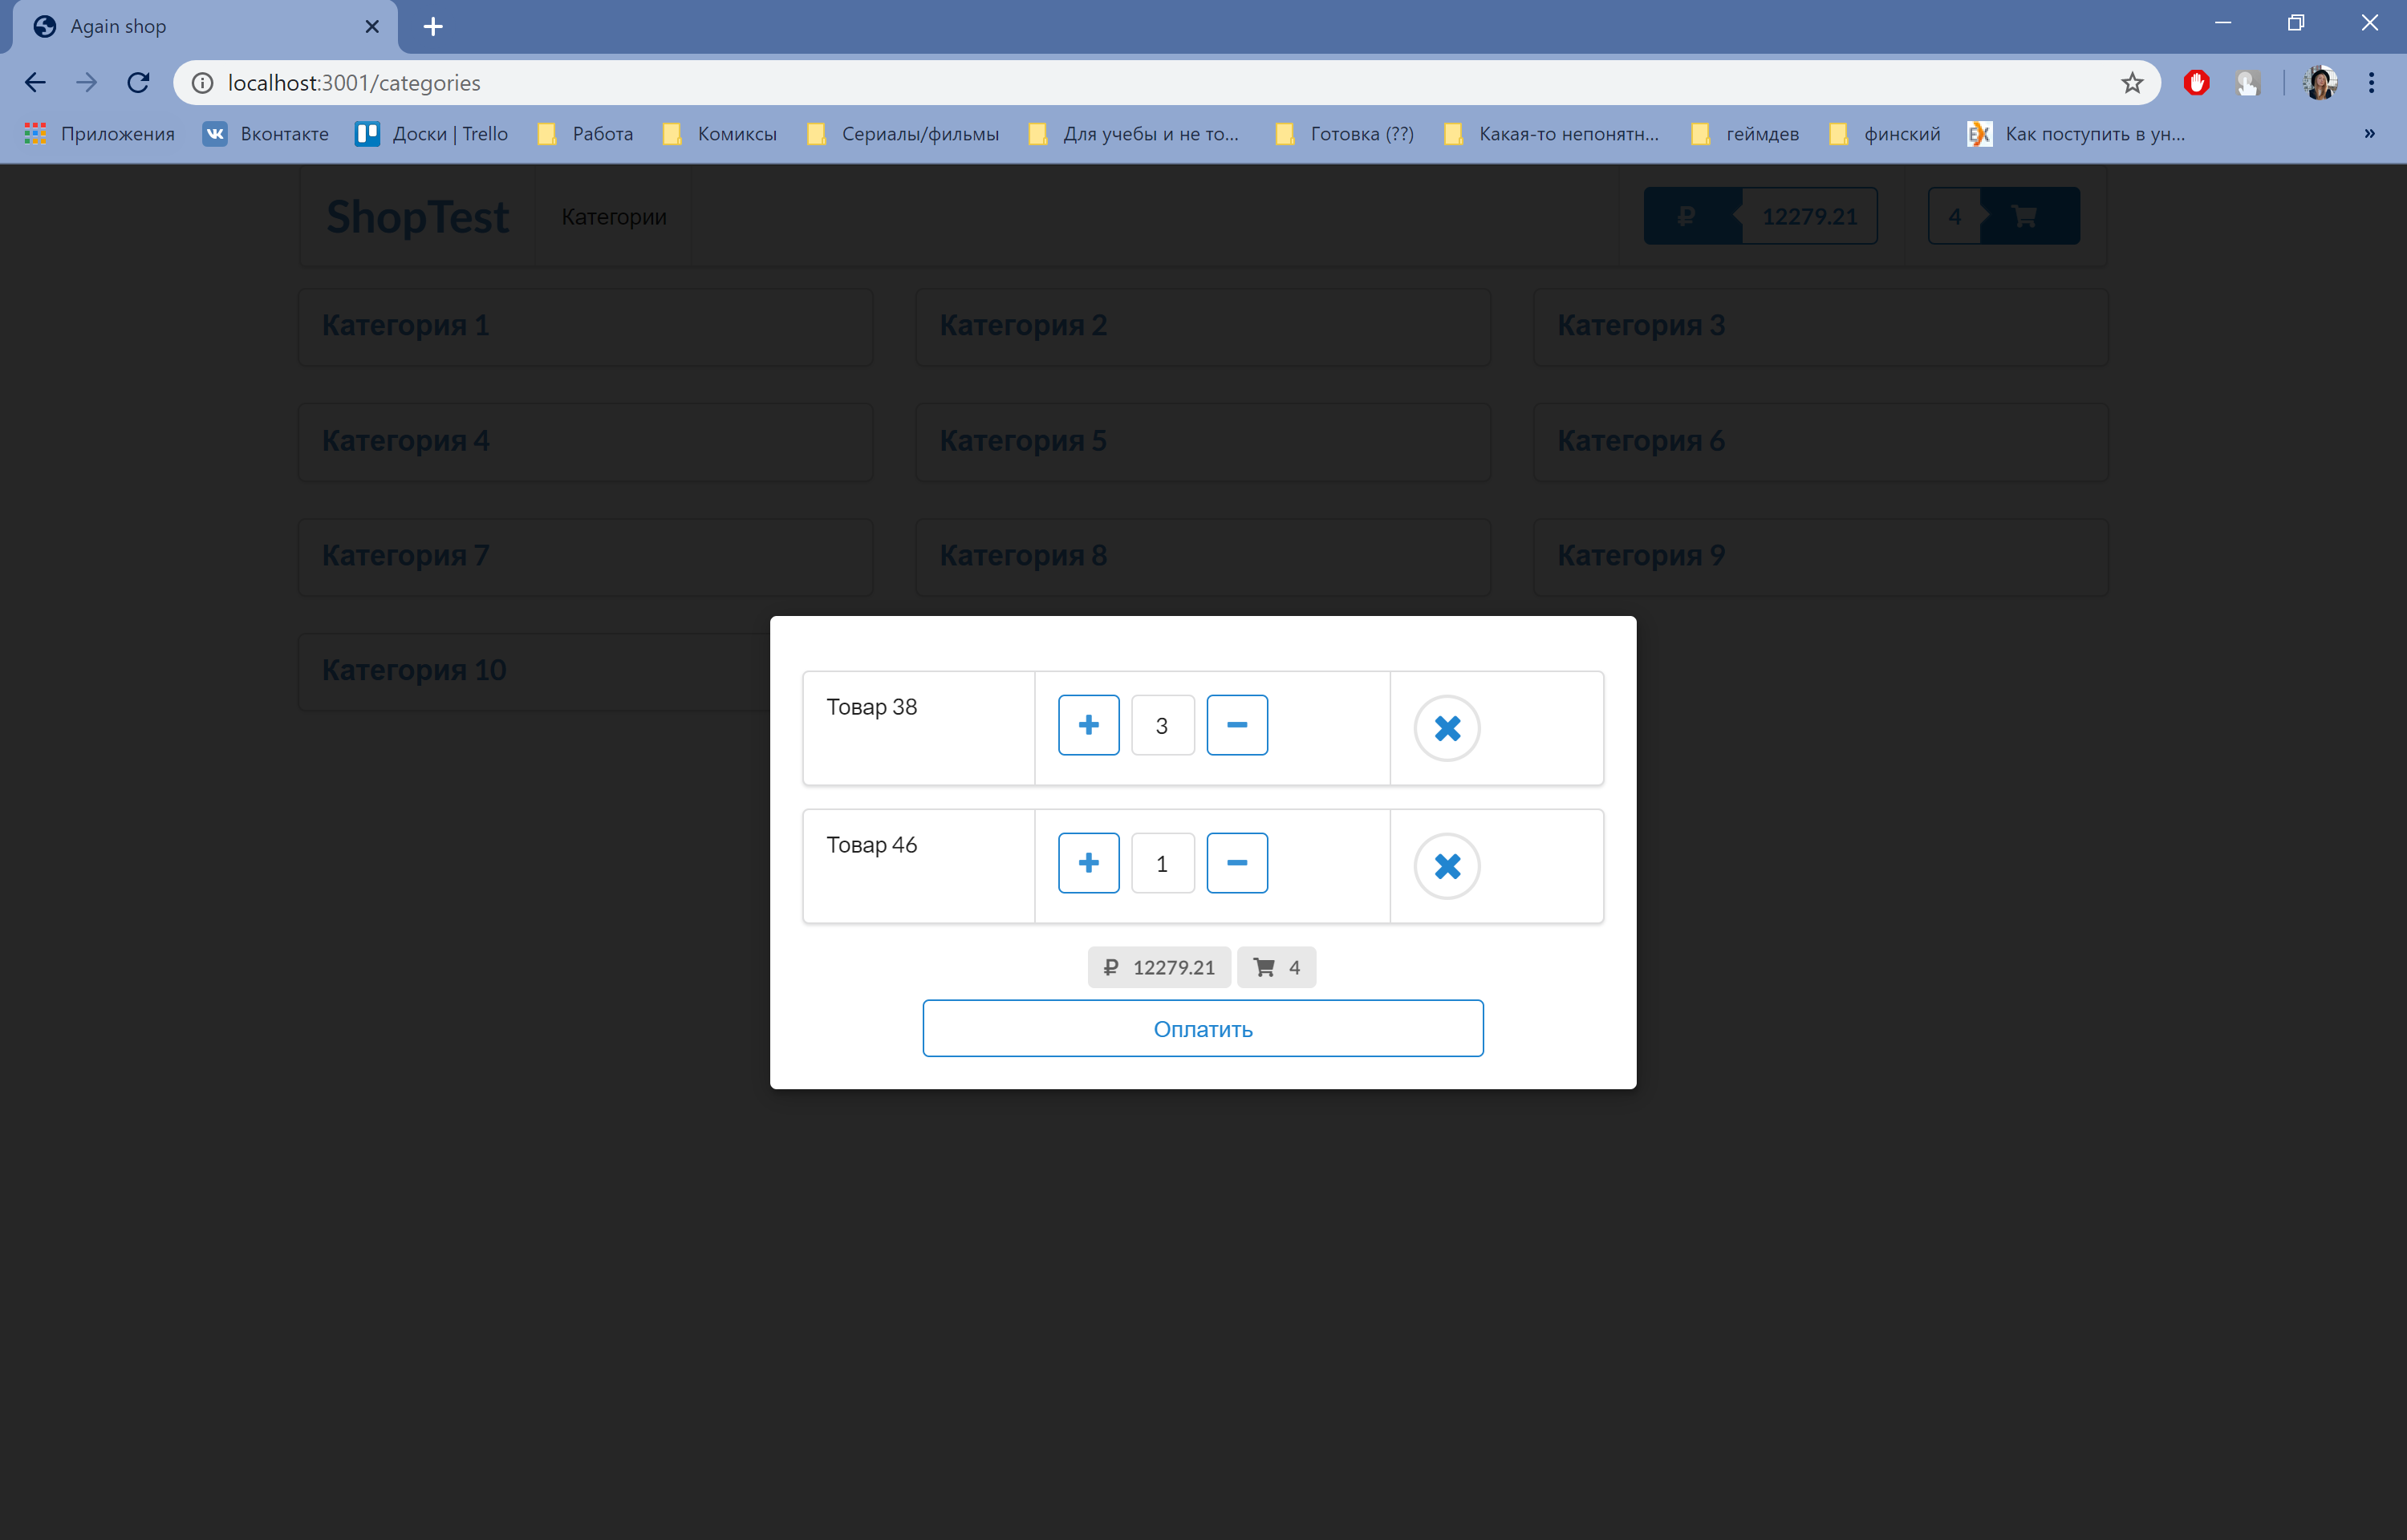 Again shop
localhost:3001/categories
Приложения Вконтакте Доски | Trello Работа Комиксы Сериалы/фильмы Для учебы и не то... Готовка (??) Какая-то непонятн... геймдев финский Как поступить в ун... »
ShopTest Категории 12279.21 4
Категория 1 Категория 2 Категория 3
Категория 4 Категория 5 Категория 6
Категория 7 Категория 8 Категория 9
Категория 10
Товар 38 3
Товар 46 1
₽ 12279.21 4
Оплатить